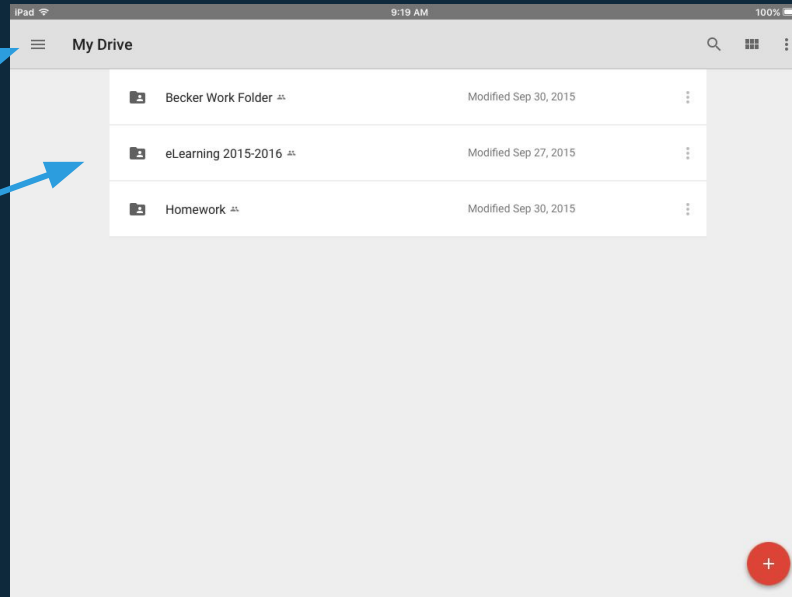 iPad 9:19 AM 100%
My Drive
Becker Work Folder Modified Sep 30, 2015
eLearning 2015-2016 Modified Sep 27, 2015
Homework Modified Sep 30, 2015
+